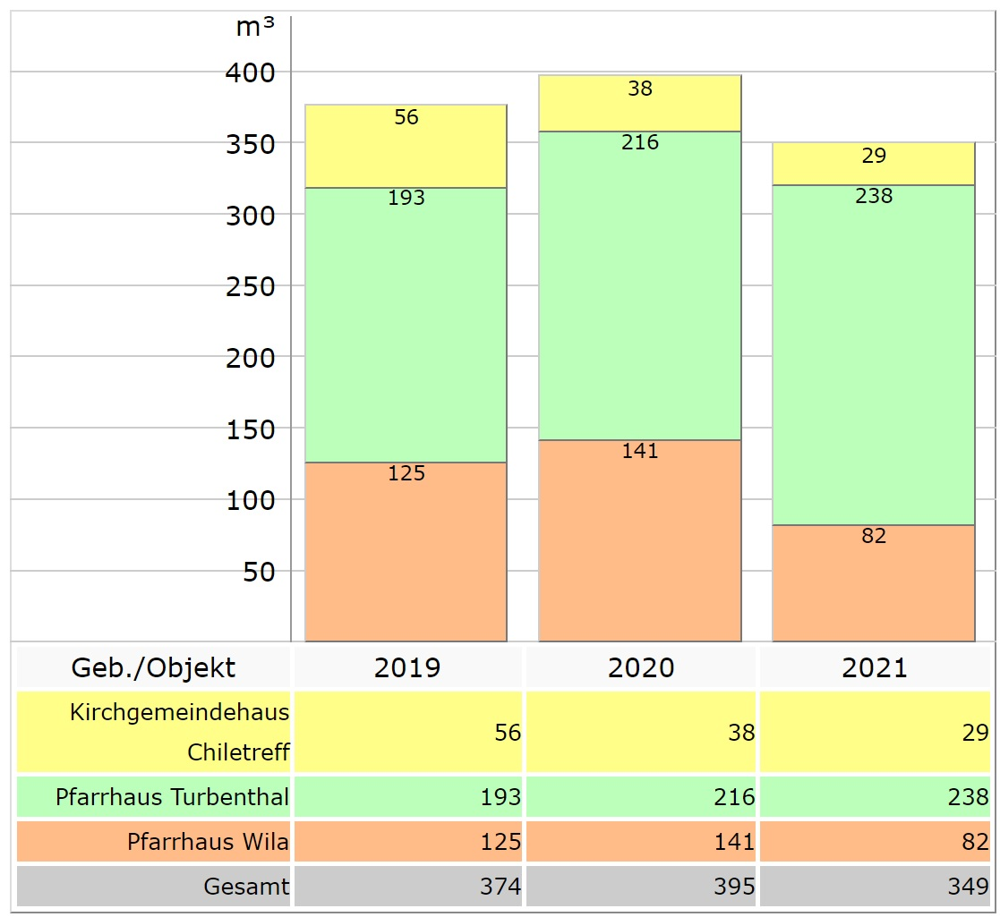 m³
400
350
300
250
200
150
100
50
56
193
125
38
216
141
29
238
82
Geb./Objekt 2019 2020 2021
Kirchgemeindehaus
Chiletreff 56 38 29
Pfarrhaus Turbenthal 193 216 238
Pfarrhaus Wila 125 141 82
Gesamt 374 395 349